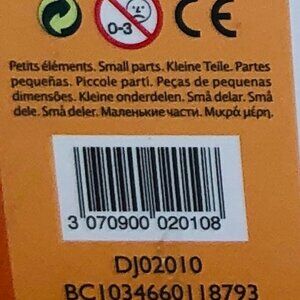 0-3 CE
Petits éléments. Small parts. Kleine Teile. Partes
pequeñas. Piccole parti. Peças de pequenas
dimensões. Kleine onderdelen. Små delar. Små
dele. Små deler. Маленькие части. Μικρά μέρη.
3 070900 020108
DJ02010
BC1034660118793